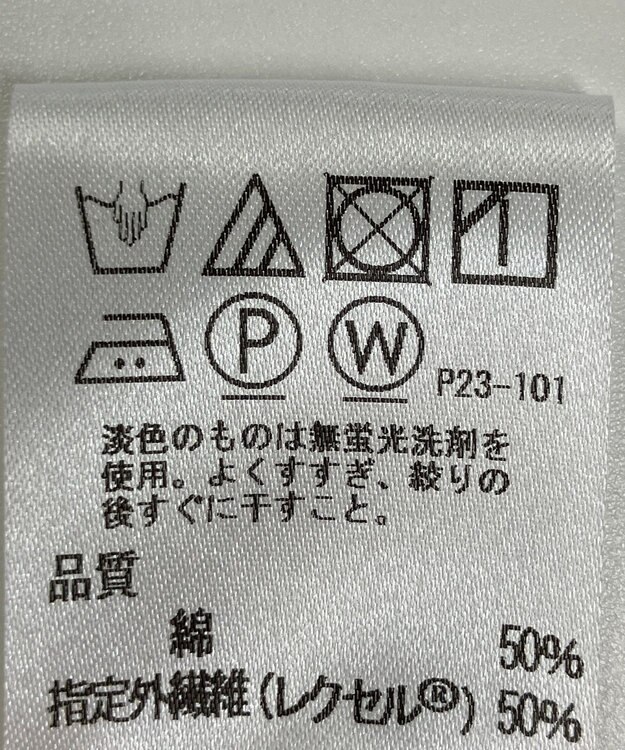 P
W
P23-101
淡色のものは無蛍光洗剤を
使用。よくすすぎ、絞りの
後すぐに干すこと。
品質
綿 50%
指定外繊維(レクセル®) 50%